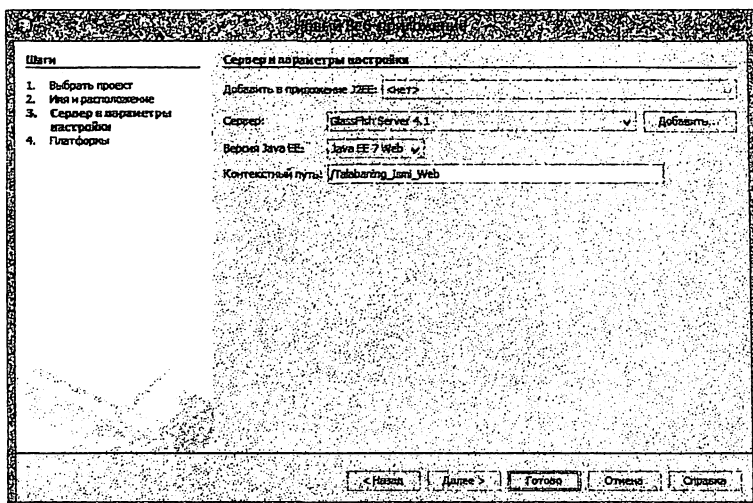 Шаги
1. Выбрать проект
2. Имя и расположение
3. Сервер и параметры настройки
4. Платформы
Сервер и параметры настройки
Добавить в приложение J2EE: <нет>
Сервер: GlassFish Server 4.1 Добавить...
Версия Java EE: Java EE 7 Web
Контекстный путь: /Talabaning_Ismi_Web
< Назад Далее > Готово Отмена Справка